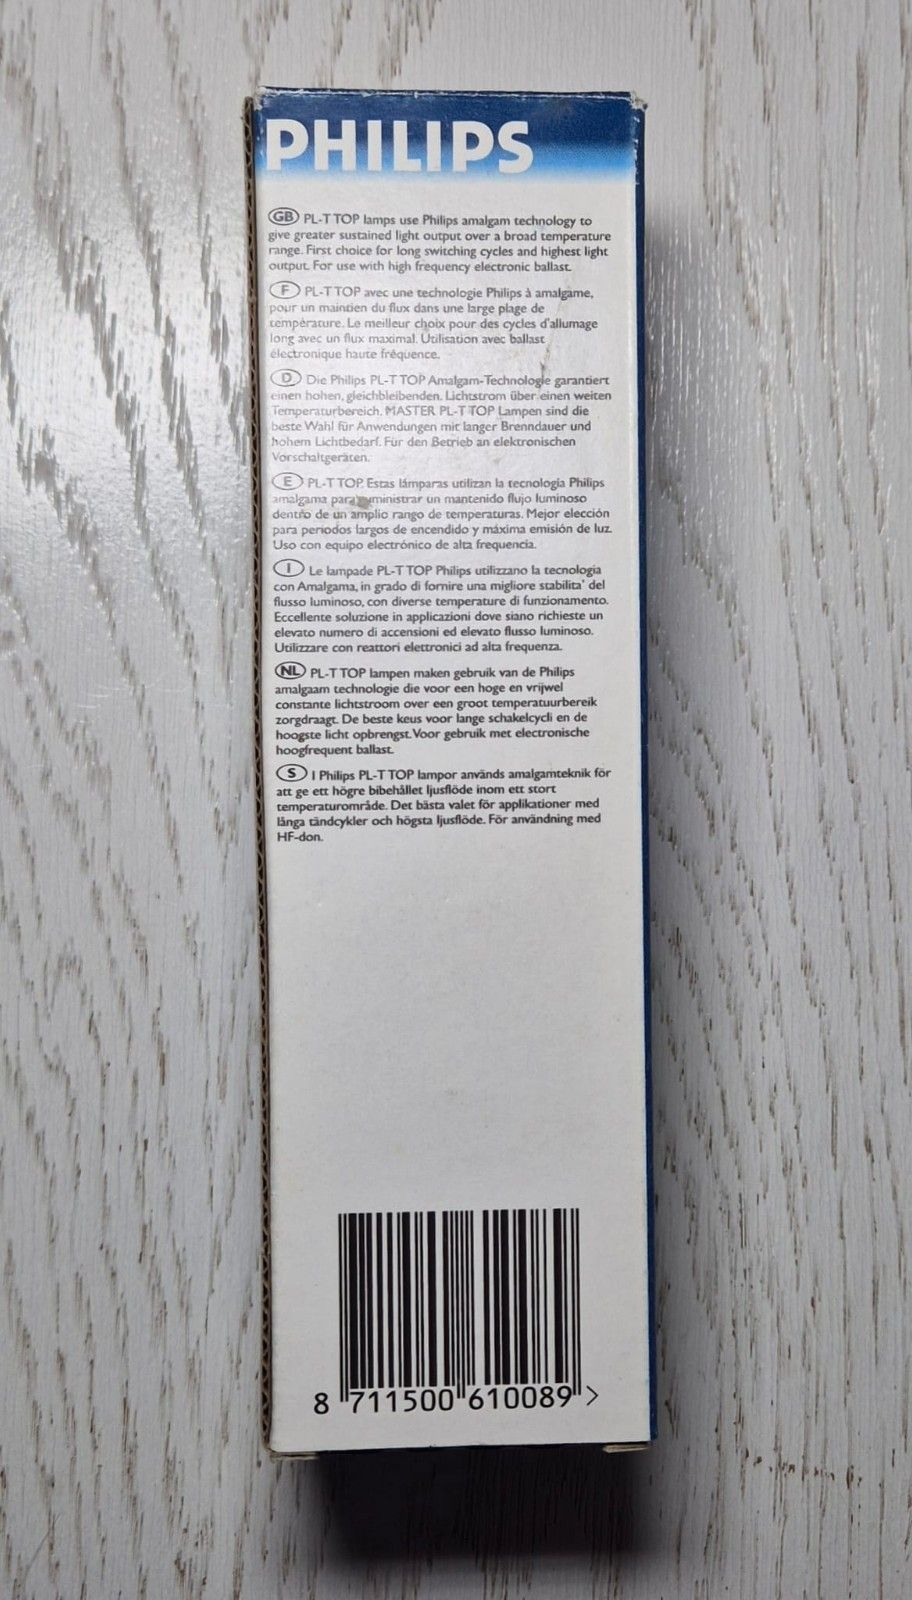 PHILIPS
GB PL-T TOP lamps use Philips amalgam technology to
give greater sustained light output over a broad temperature
range. First choice for long switching cycles and highest light
output. For use with high frequency electronic ballast.
F PL-T TOP avec une technologie Philips à amalgame,
pour un maintien du flux dans une large plage de
température. Le meilleur choix pour des cycles d'allumage
long avec un flux maximal. Utilisation avec ballast
électronique haute fréquence.
D Die Philips PL-T TOP Amalgam-Technologie garantiert
einen hohen, gleichbleibenden. Lichtstrom über einen weiten
Temperaturbereich. MASTER PL-T TOP Lampen sind die
beste Wahl für Anwendungen mit langer Brenndauer und
hohem Lichtbedarf. Für den Betrieb an elektronischen
Vorschaltgeräten.
E PL-T TOP. Estas lámparas utilizan la tecnología Philips
amalgama para suministrar un mantenido flujo luminoso
dentro de un amplio rango de temperaturas. Mejor elección
para periodos largos de encendido y máxima emisión de luz.
Uso con equipo electrónico de alta frequencia.
I Le lampade PL-T TOP Philips utilizzano la tecnologia
con Amalgama, in grado di fornire una migliore stabilita' del
flusso luminoso, con diverse temperature di funzionamento.
Eccellente soluzione in applicazioni dove siano richieste un
elevato numero di accensioni ed elevato flusso luminoso.
Utilizzare con reattori elettronici ad alta frequenza.
NL PL-T TOP lampen maken gebruik van de Philips
amalgaam technologie die voor een hoge en vrijwel
constante lichtstroom over een groot temperatuurbereik
zorgdraagt. De beste keus voor lange schakelcycli en de
hoogste licht opbrengst. Voor gebruik met electronische
hoogfrequent ballast.
S I Philips PL-T TOP lampor används amalgamteknik för
att ge ett högre bibehållet ljusflöde inom ett stort
temperaturområde. Det bästa valet för applikationer med
långa tändcykler och högsta ljusflöde. För användning med
HF-don.
8 711500 610089 >